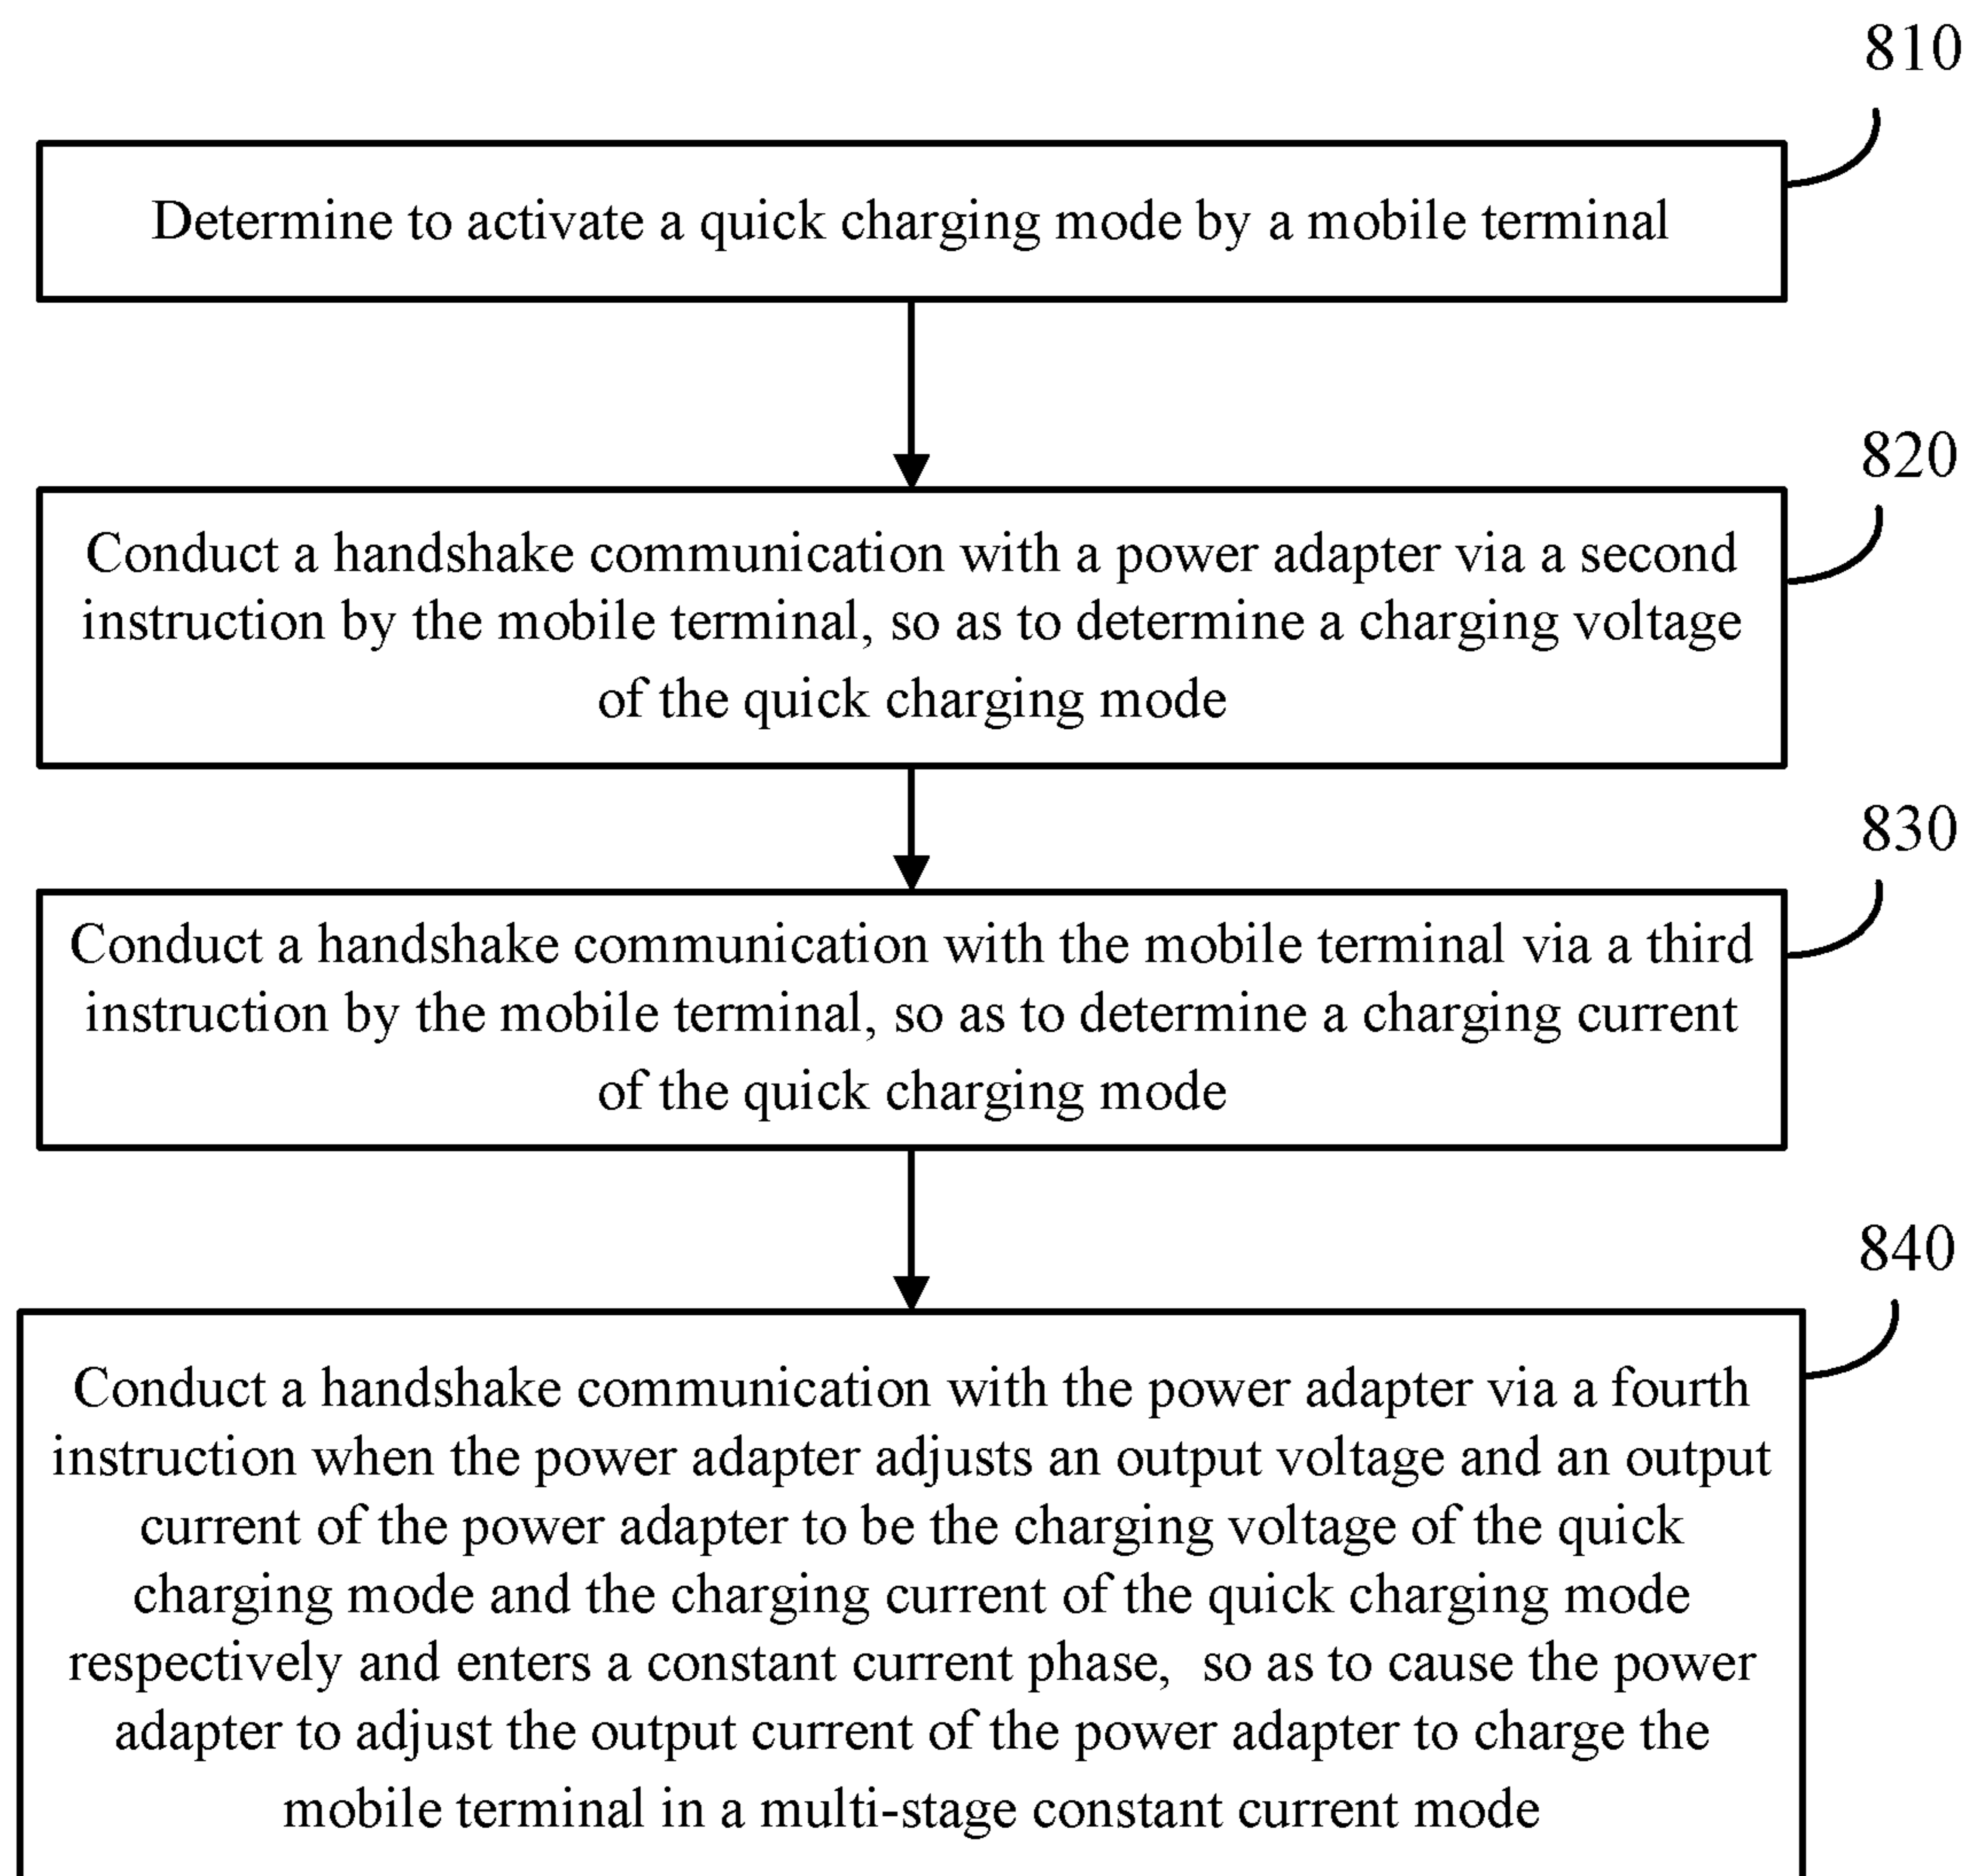 810
Determine to activate a quick charging mode by a mobile terminal
820
Conduct a handshake communication with a power adapter via a second
instruction by the mobile terminal, so as to determine a charging voltage
of the quick charging mode
830
Conduct a handshake communication with the mobile terminal via a third
instruction by the mobile terminal, so as to determine a charging current
of the quick charging mode
840
Conduct a handshake communication with the power adapter via a fourth
instruction when the power adapter adjusts an output voltage and an output
current of the power adapter to be the charging voltage of the quick
charging mode and the charging current of the quick charging mode
respectively and enters a constant current phase, so as to cause the power
adapter to adjust the output current of the power adapter to charge the
mobile terminal in a multi-stage constant current mode